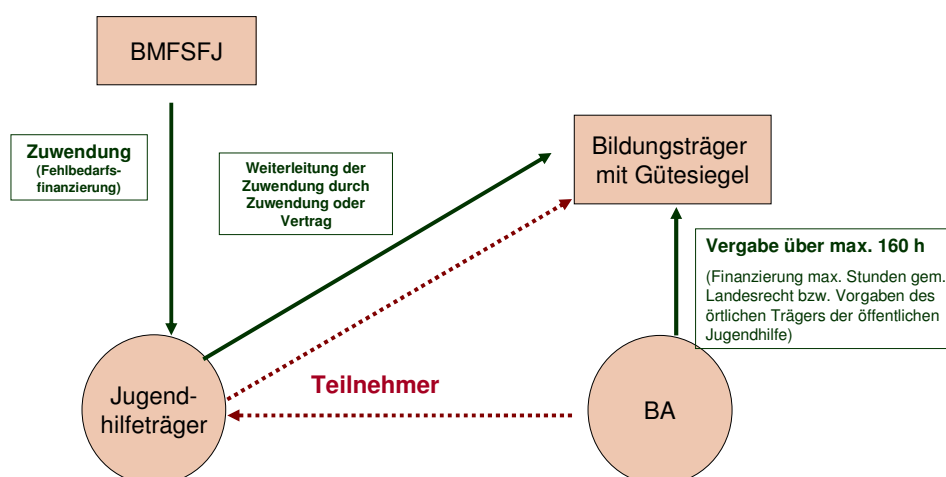 BMFSFJ
Zuwendung
(Fehlbedarfs-
finanzierung)
Weiterleitung der
Zuwendung durch
Zuwendung oder
Vertrag
Bildungsträger
mit Gütesiegel
Vergabe über max. 160 h
(Finanzierung max. Stunden gem.
Landesrecht bzw. Vorgaben des
örtlichen Trägers der öffentlichen
Jugendhilfe)
Teilnehmer
Jugend-
hilfeträger
BA